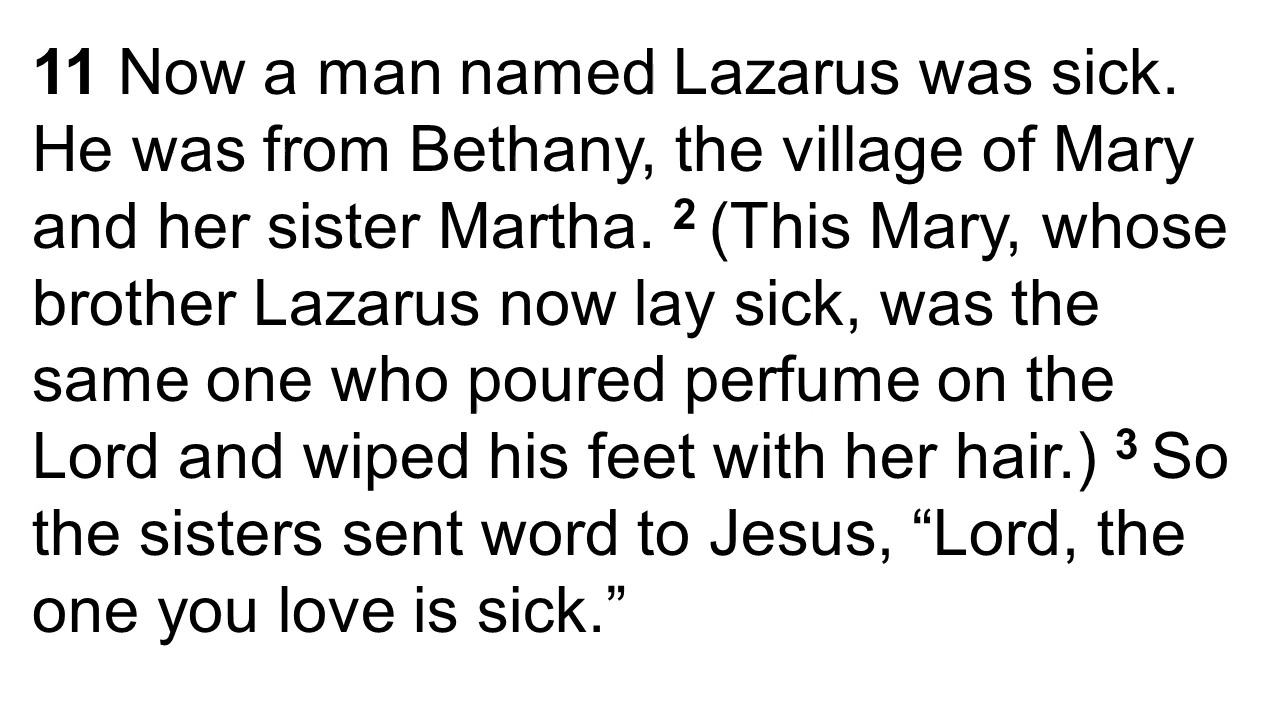 11 Now a man named Lazarus was sick.
He was from Bethany, the village of Mary
and her sister Martha. 2 (This Mary, whose
brother Lazarus now lay sick, was the
same one who poured perfume on the
Lord and wiped his feet with her hair.) 3 So
the sisters sent word to Jesus, “Lord, the
one you love is sick.”